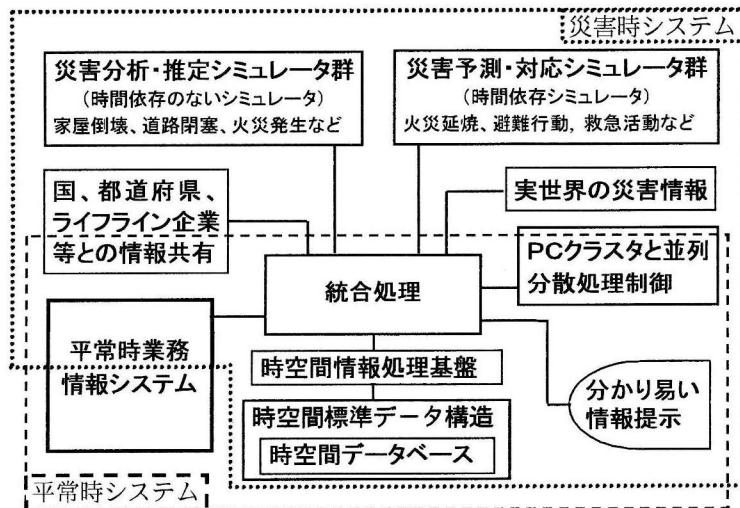 災害時システム
災害分析・推定シミュレータ群
（時間依存のないシミュレータ）
家屋倒壊、道路閉塞、火災発生など
災害予測・対応シミュレータ群
（時間依存シミュレータ）
火災延焼、避難行動, 救急活動など
国、都道府県、
ライフライン企業
等との情報共有
実世界の災害情報
PCクラスタと並列
分散処理制御
統合処理
平常時業務
情報システム
時空間情報処理基盤
時空間標準データ構造
時空間データベース
分かり易い
情報提示
平常時システム